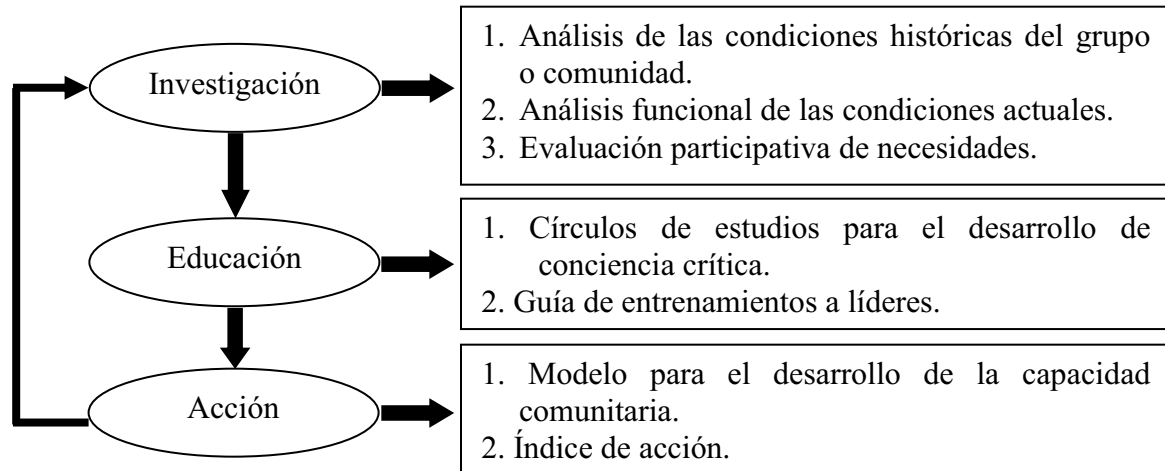 Investigación
1. Análisis de las condiciones históricas del grupo
o comunidad.
2. Análisis funcional de las condiciones actuales.
3. Evaluación participativa de necesidades.
Educación
1. Círculos de estudios para el desarrollo de
conciencia crítica.
2. Guía de entrenamientos a líderes.
Acción
1. Modelo para el desarrollo de la capacidad
comunitaria.
2. Índice de acción.